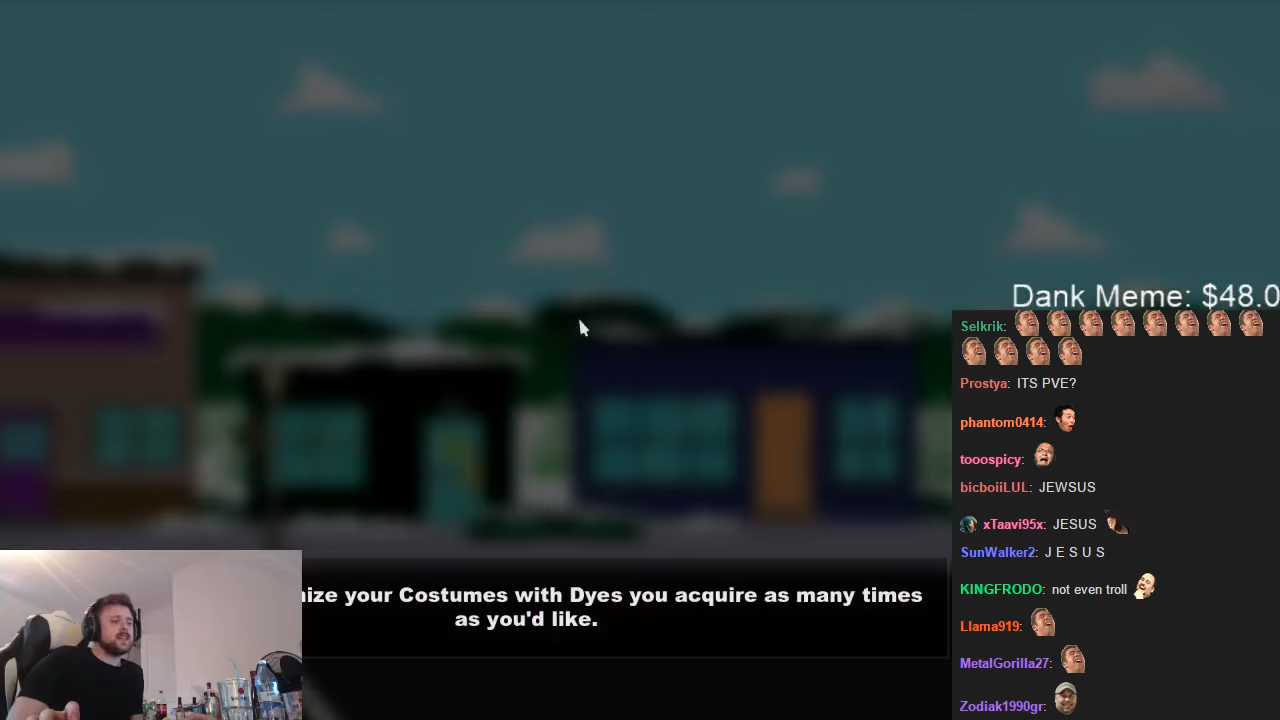 Dank Meme: $48.0
Selkrik:
Prostya: ITS PVE?
phantom0414:
tooospicy:
bicboiiLUL: JEWSUS
xTaavi95x: JESUS
SunWalker2: J E S U S
KINGFRODO: not even troll
Llama919:
MetalGorilla27:
Zodiak1990gr:
nize your Costumes with Dyes you acquire as many times
as you'd like.